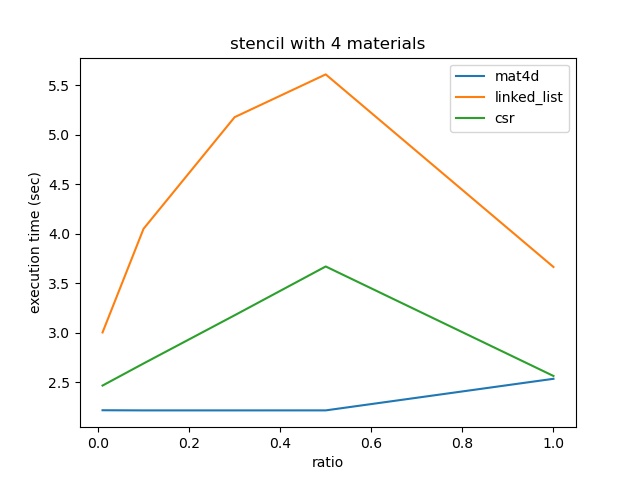 stencil with 4 materials
mat4d
linked_list
csr
execution time (sec)
5.5
5.0
4.5
4.0
3.5
3.0
2.5
0.0 0.2 0.4 0.6 0.8 1.0
ratio